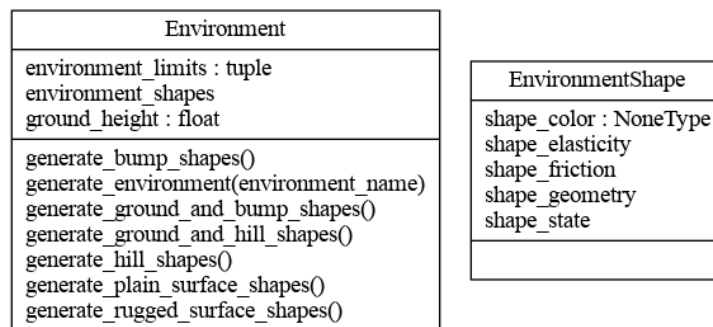 Environment
environment_limits : tuple
environment_shapes
ground_height : float
generate_bump_shapes()
generate_environment(environment_name)
generate_ground_and_bump_shapes()
generate_ground_and_hill_shapes()
generate_hill_shapes()
generate_plain_surface_shapes()
generate_rugged_surface_shapes()
EnvironmentShape
shape_color : NoneType
shape_elasticity
shape_friction
shape_geometry
shape_state